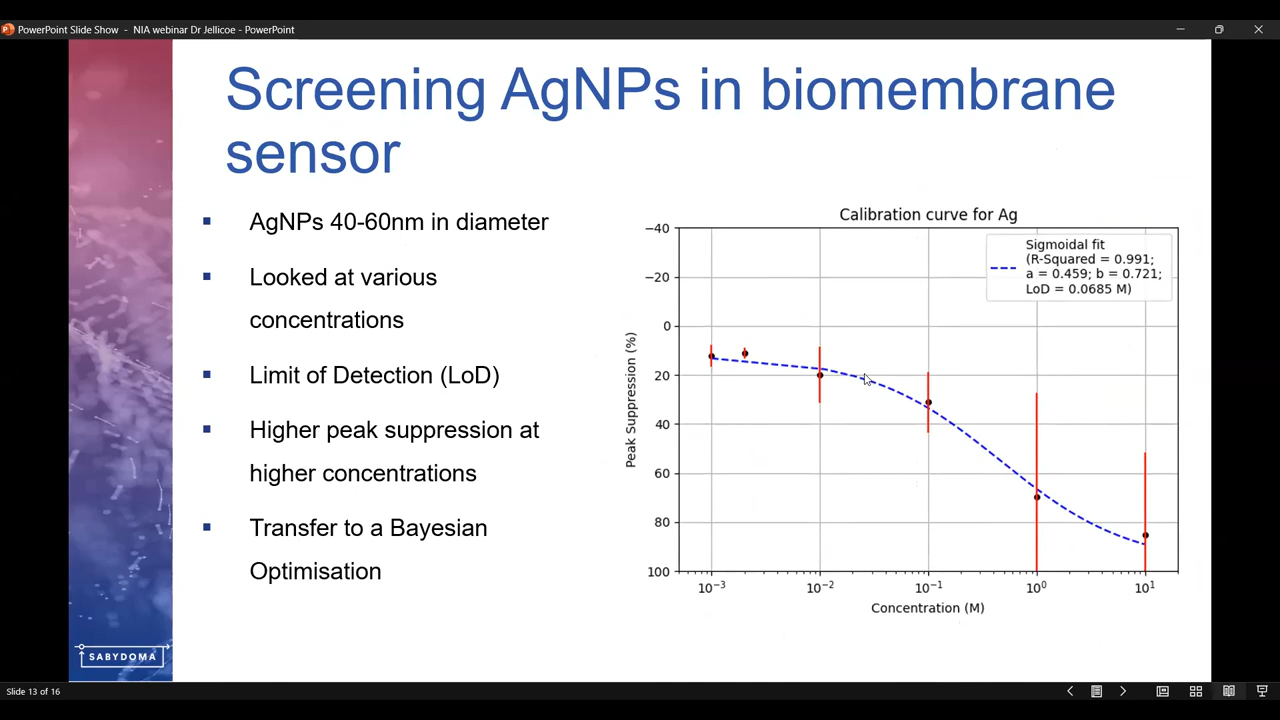 PowerPoint Slide Show - NIA webinar Dr Jellicoe - PowerPoint
Screening AgNPs in biomembrane
sensor
AgNPs 40-60nm in diameter
Looked at various
concentrations
Limit of Detection (LoD)
Higher peak suppression at
higher concentrations
Transfer to a Bayesian
Optimisation
Calibration curve for Ag
Sigmoidal fit
(R-Squared = 0.991;
a = 0.459; b = 0.721;
LoD = 0.0685 M)
Peak Suppression (%)
−40
−20
0
20
40
60
80
100
10⁻³ 10⁻² 10⁻¹ 10⁰ 10¹
Concentration (M)
SABYDOMA
Slide 13 of 16